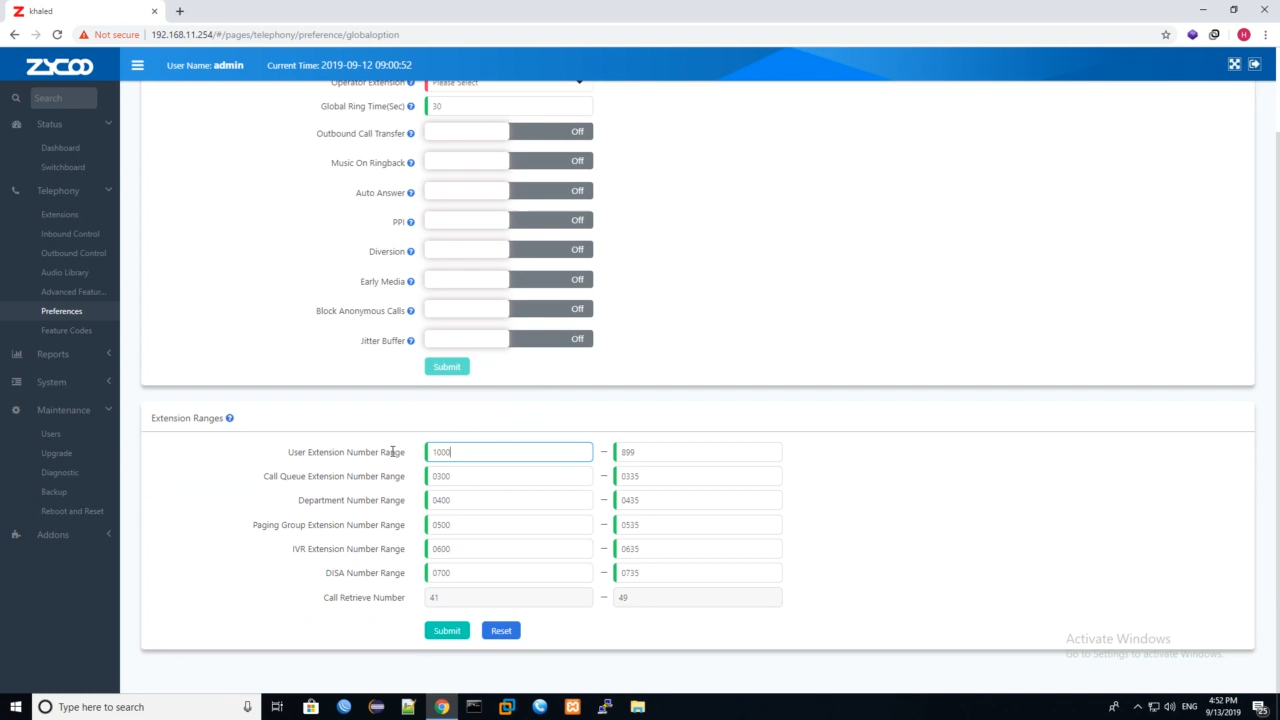 khaled
Not secure 192.168.11.254/#/pages/telephony/preference/globaloption
ZYCOO
User Name: admin
Current Time: 2019-09-12 09:00:52
Search
Status
Dashboard
Switchboard
Telephony
Extensions
Inbound Control
Outbound Control
Audio Library
Advanced Featur...
Preferences
Feature Codes
Reports
System
Maintenance
Users
Upgrade
Diagnostic
Backup
Reboot and Reset
Addons
Operator Extension Please Select
Global Ring Time(Sec) 30
Outbound Call Transfer Off
Music On Ringback Off
Auto Answer Off
PPI Off
Diversion Off
Early Media Off
Block Anonymous Calls Off
Jitter Buffer Off
Submit
Extension Ranges
User Extension Number Range 1000 – 899
Call Queue Extension Number Range 0300 – 0335
Department Number Range 0400 – 0435
Paging Group Extension Number Range 0500 – 0535
IVR Extension Number Range 0600 – 0635
DISA Number Range 0700 – 0735
Call Retrieve Number 41 – 49
Submit Reset
Activate Windows
Go to Settings to activate Windows.
Type here to search
ENG
4:52 PM
9/13/2019
25